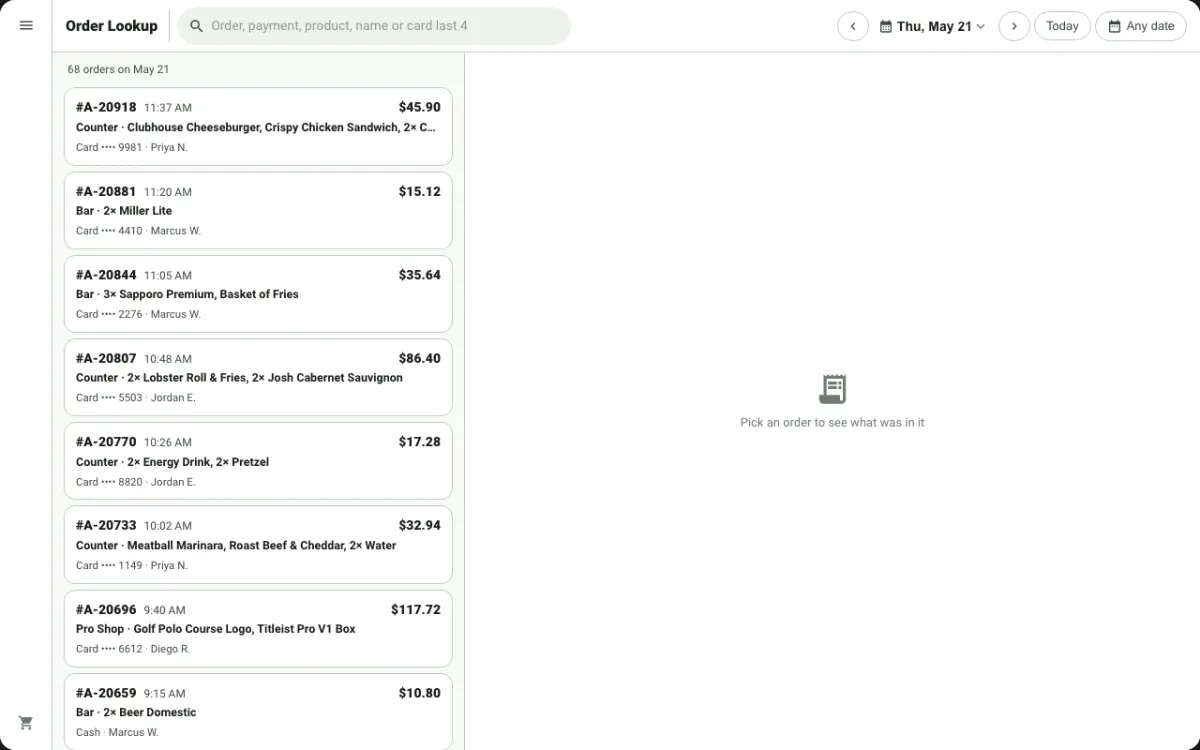 Order Lookup
Order, payment, product, name or card last 4
Thu, May 21
Today
Any date
68 orders on May 21
#A-20918 11:37 AM $45.90
Counter · Clubhouse Cheeseburger, Crispy Chicken Sandwich, 2× C...
Card •••• 9981 · Priya N.
#A-20881 11:20 AM $15.12
Bar · 2× Miller Lite
Card •••• 4410 · Marcus W.
#A-20844 11:05 AM $35.64
Bar · 3× Sapporo Premium, Basket of Fries
Card •••• 2276 · Marcus W.
#A-20807 10:48 AM $86.40
Counter · 2× Lobster Roll & Fries, 2× Josh Cabernet Sauvignon
Card •••• 5503 · Jordan E.
#A-20770 10:26 AM $17.28
Counter · 2× Energy Drink, 2× Pretzel
Card •••• 8820 · Jordan E.
#A-20733 10:02 AM $32.94
Counter · Meatball Marinara, Roast Beef & Cheddar, 2× Water
Card •••• 1149 · Priya N.
#A-20696 9:40 AM $117.72
Pro Shop · Golf Polo Course Logo, Titleist Pro V1 Box
Card •••• 6612 · Diego R.
#A-20659 9:15 AM $10.80
Bar · 2× Beer Domestic
Cash · Marcus W.
Pick an order to see what was in it